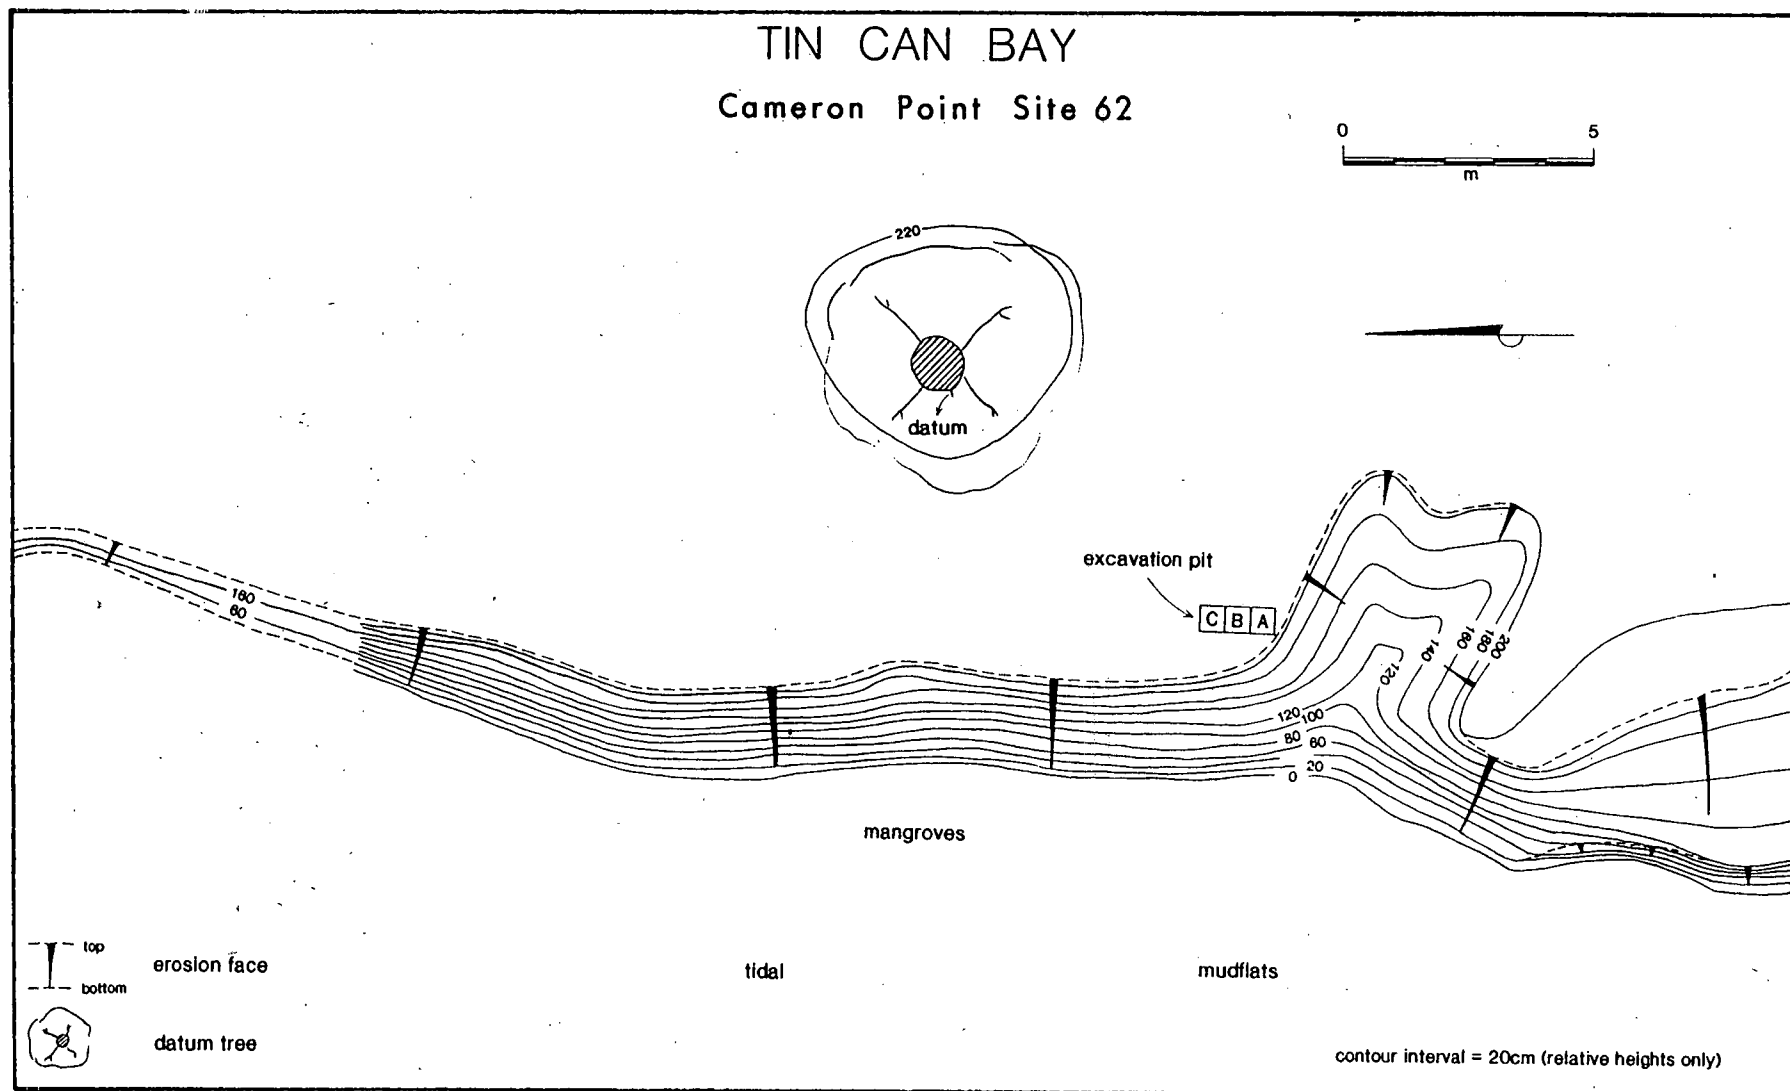 TIN CAN BAY
Cameron Point Site 62
0 5
m
220
datum
excavation pit
C B A
160
60
200
180
160
140
120
120
100
80
60
20
0
mangroves
top
erosion face
bottom
tidal mudflats
datum tree
contour interval = 20cm (relative heights only)